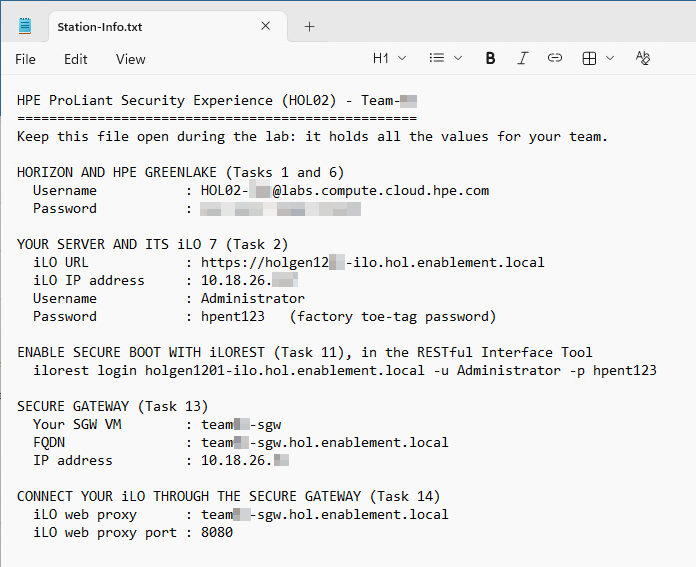 Station-Info.txt
File Edit View H1 B I
HPE ProLiant Security Experience (HOL02) - Team-
==================================================
Keep this file open during the lab: it holds all the values for your team.
HORIZON AND HPE GREENLAKE (Tasks 1 and 6)
Username : HOL02- @labs.compute.cloud.hpe.com
Password :
YOUR SERVER AND ITS iLO 7 (Task 2)
iLO URL : https://holgen12 -ilo.hol.enablement.local
iLO IP address : 10.18.26.
Username : Administrator
Password : hpent123 (factory toe-tag password)
ENABLE SECURE BOOT WITH iLOREST (Task 11), in the RESTful Interface Tool
ilorest login holgen1201-ilo.hol.enablement.local -u Administrator -p hpent123
SECURE GATEWAY (Task 13)
Your SGW VM : team -sgw
FQDN : team -sgw.hol.enablement.local
IP address : 10.18.26.
CONNECT YOUR iLO THROUGH THE SECURE GATEWAY (Task 14)
iLO web proxy : team -sgw.hol.enablement.local
iLO web proxy port : 8080